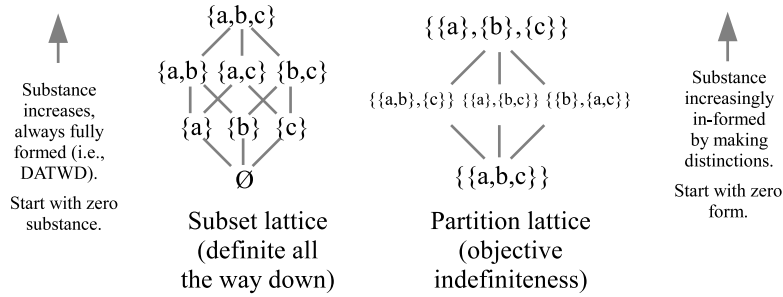 {a,b,c}
{a,b} {a,c} {b,c}
{a} {b} {c}
Ø
Subset lattice
(definite all
the way down)
{{a},{b},{c}}
{{a,b},{c}} {{a},{b,c}} {{b},{a,c}}
{{a,b,c}}
Partition lattice
(objective
indefiniteness)
Substance
increases,
always fully
formed (i.e.,
DATWD).
Start with zero
substance.
Substance
increasingly
in-formed
by making
distinctions.
Start with zero
form.